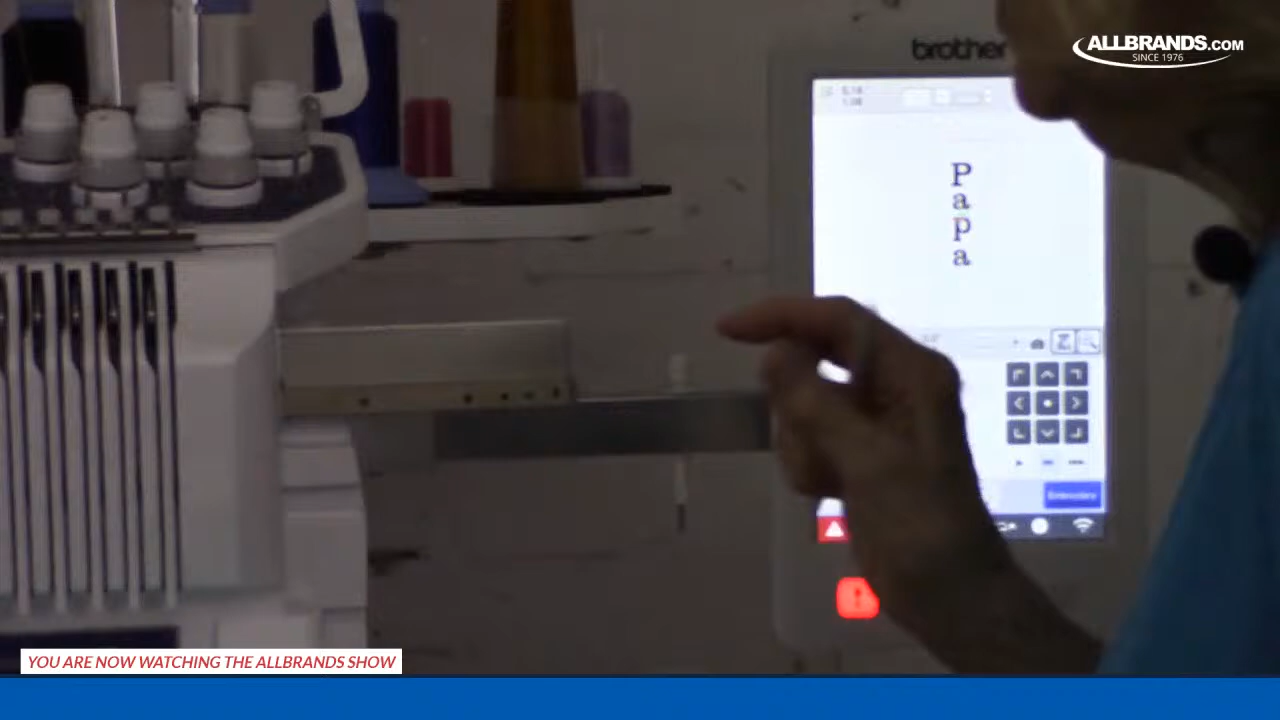 brother
ALLBRANDS.COM
SINCE 1976
P
a
p
a
Embroidery
YOU ARE NOW WATCHING THE ALLBRANDS SHOW